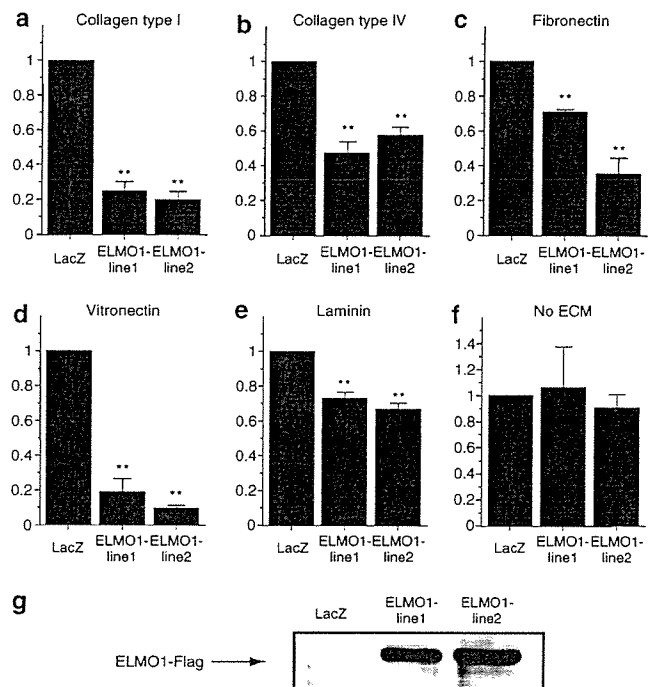 a Collagen type I
1
0.8
0.6
0.4
0.2
0
LacZ
ELMO1-
line1
ELMO1-
line2
b Collagen type IV
1
0.8
0.6
0.4
0.2
0
**
**
LacZ
ELMO1-
line1
ELMO1-
line2
c Fibronectin
1
0.8
0.6
0.4
0.2
0
**
**
LacZ
ELMO1-
line1
ELMO1-
line2
**
**
d Vitronectin
1
0.8
0.6
0.4
0.2
0
**
**
LacZ
ELMO1-
line1
ELMO1-
line2
e Laminin
1
0.8
0.6
0.4
0.2
0
**
**
LacZ
ELMO1-
line1
ELMO1-
line2
f No ECM
1.4
1.2
1
0.8
0.6
0.4
0.2
0
LacZ
ELMO1-
line1
ELMO1-
line2
g
LacZ
ELMO1-
line1
ELMO1-
line2
ELMO1-Flag